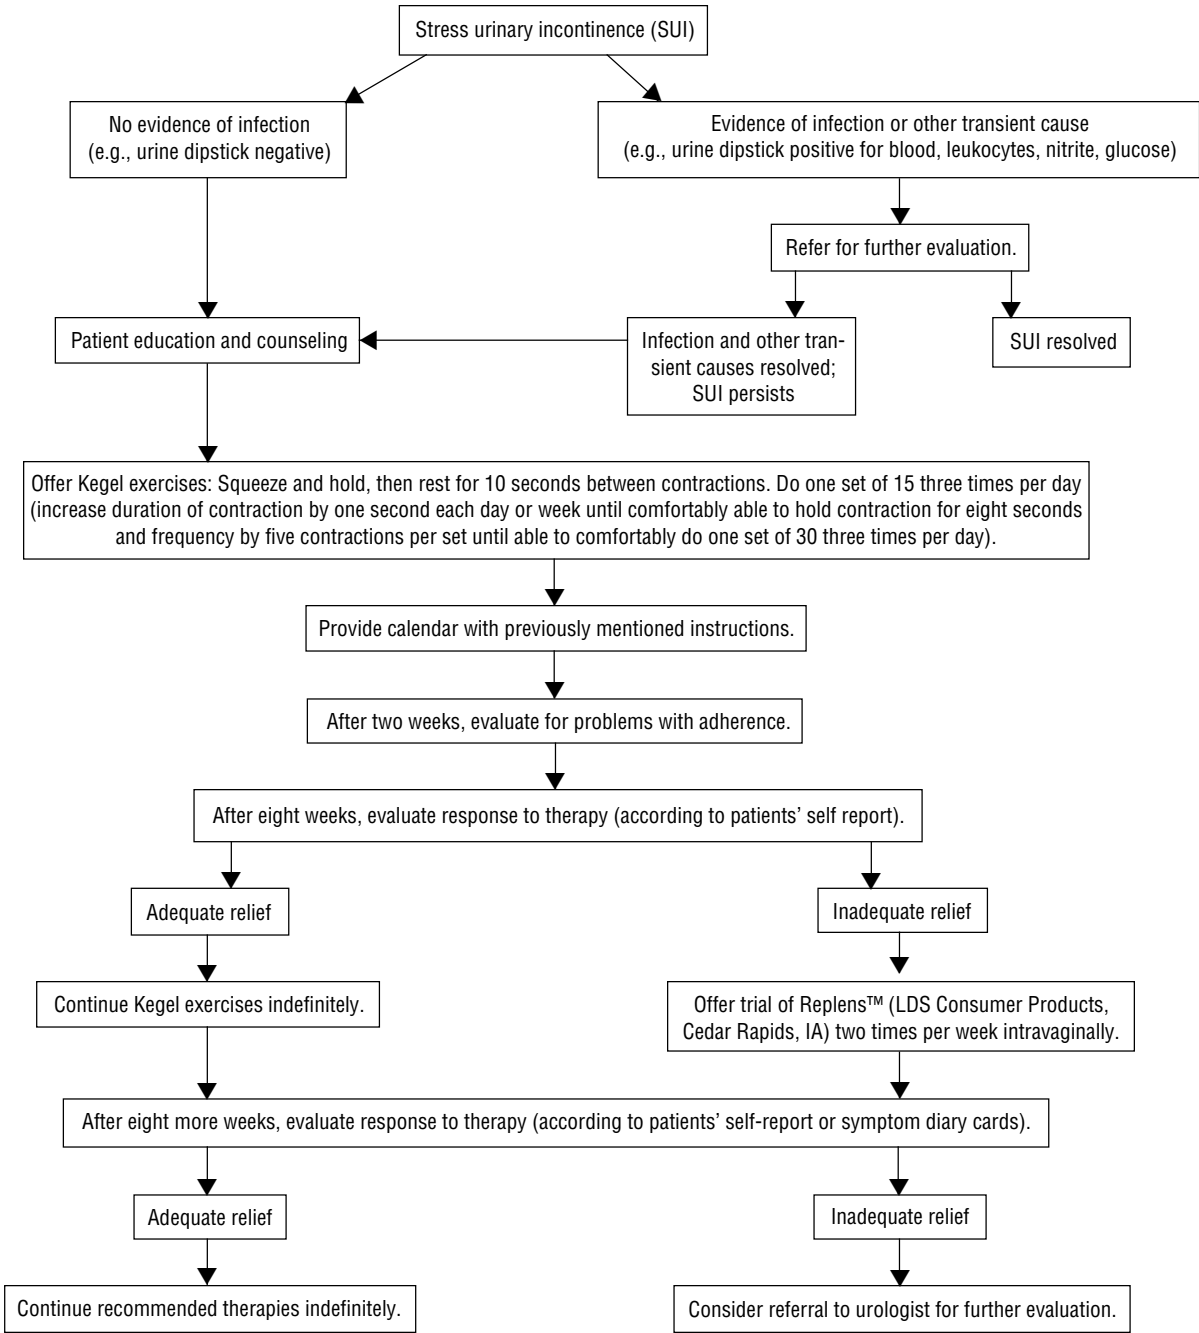 Stress urinary incontinence (SUI)
No evidence of infection
(e.g., urine dipstick negative)
Evidence of infection or other transient cause
(e.g., urine dipstick positive for blood, leukocytes, nitrite, glucose)
Refer for further evaluation.
Patient education and counseling
Infection and other tran-
sient causes resolved;
SUI persists
SUI resolved
Offer Kegel exercises: Squeeze and hold, then rest for 10 seconds between contractions. Do one set of 15 three times per day
(increase duration of contraction by one second each day or week until comfortably able to hold contraction for eight seconds
and frequency by five contractions per set until able to comfortably do one set of 30 three times per day).
Provide calendar with previously mentioned instructions.
After two weeks, evaluate for problems with adherence.
After eight weeks, evaluate response to therapy (according to patients’ self report).
Adequate relief
Inadequate relief
Continue Kegel exercises indefinitely.
Offer trial of Replens™ (LDS Consumer Products,
Cedar Rapids, IA) two times per week intravaginally.
After eight more weeks, evaluate response to therapy (according to patients’ self-report or symptom diary cards).
Adequate relief
Inadequate relief
Continue recommended therapies indefinitely.
Consider referral to urologist for further evaluation.